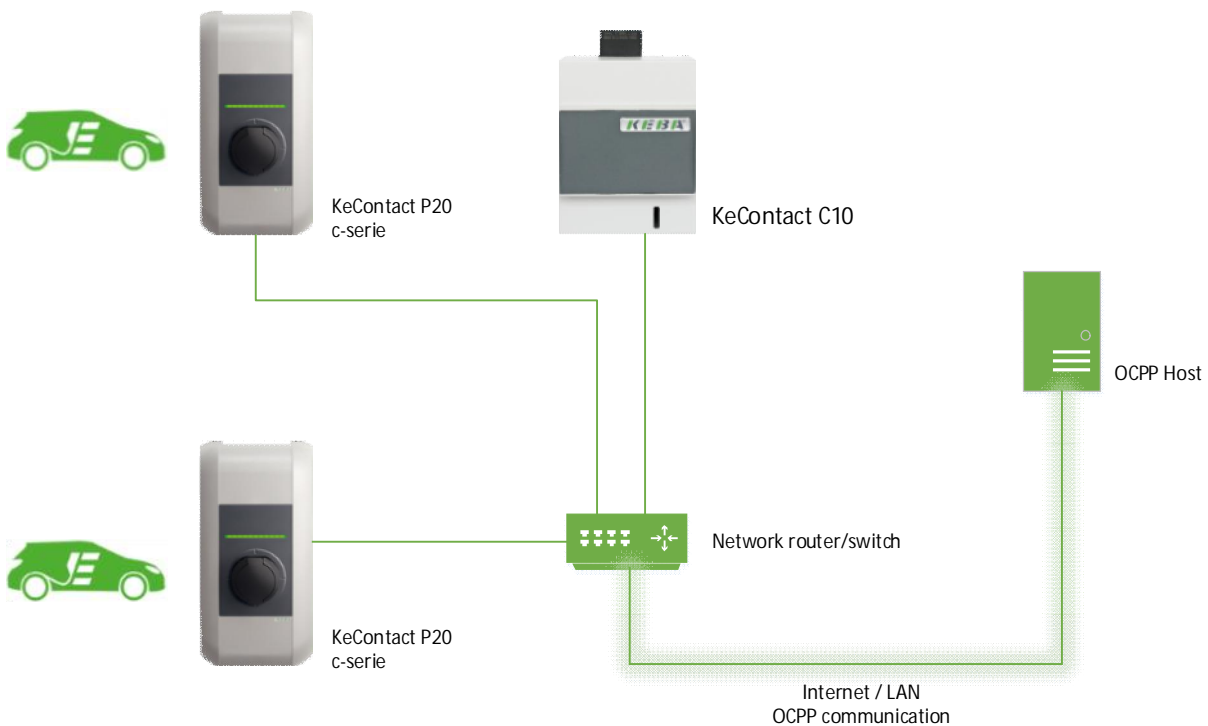 KEBA
KeContact P20
c-serie
KeContact C10
OCPP Host
Network router/switch
KeContact P20
c-serie
Internet / LAN
OCPP communication